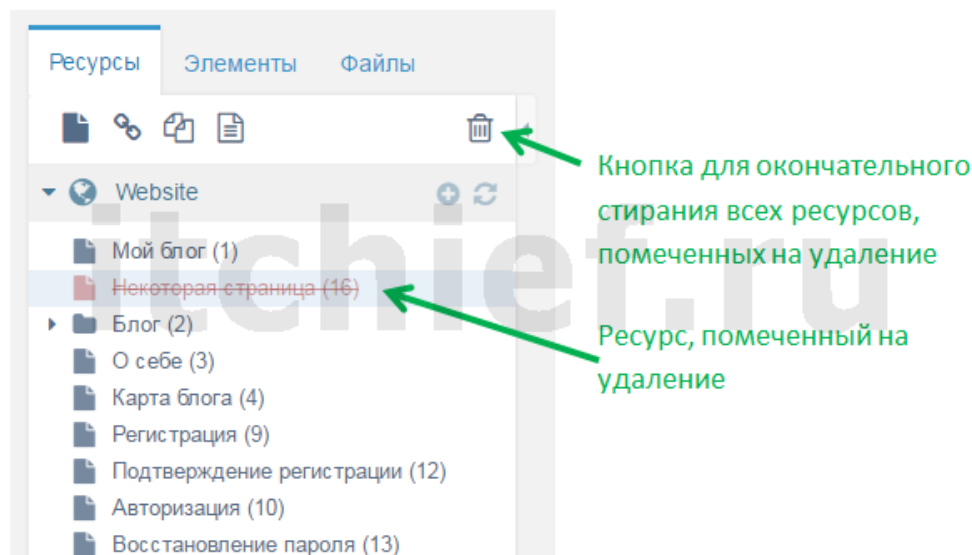 Ресурсы Элементы Файлы
Website
Мой блог (1)
Некоторая страница (16)
Блог (2)
О себе (3)
Карта блога (4)
Регистрация (9)
Подтверждение регистрации (12)
Авторизация (10)
Восстановление пароля (13)
Кнопка для окончательного
стирания всех ресурсов,
помеченных на удаление
Ресурс, помеченный на
удаление
itchief.ru